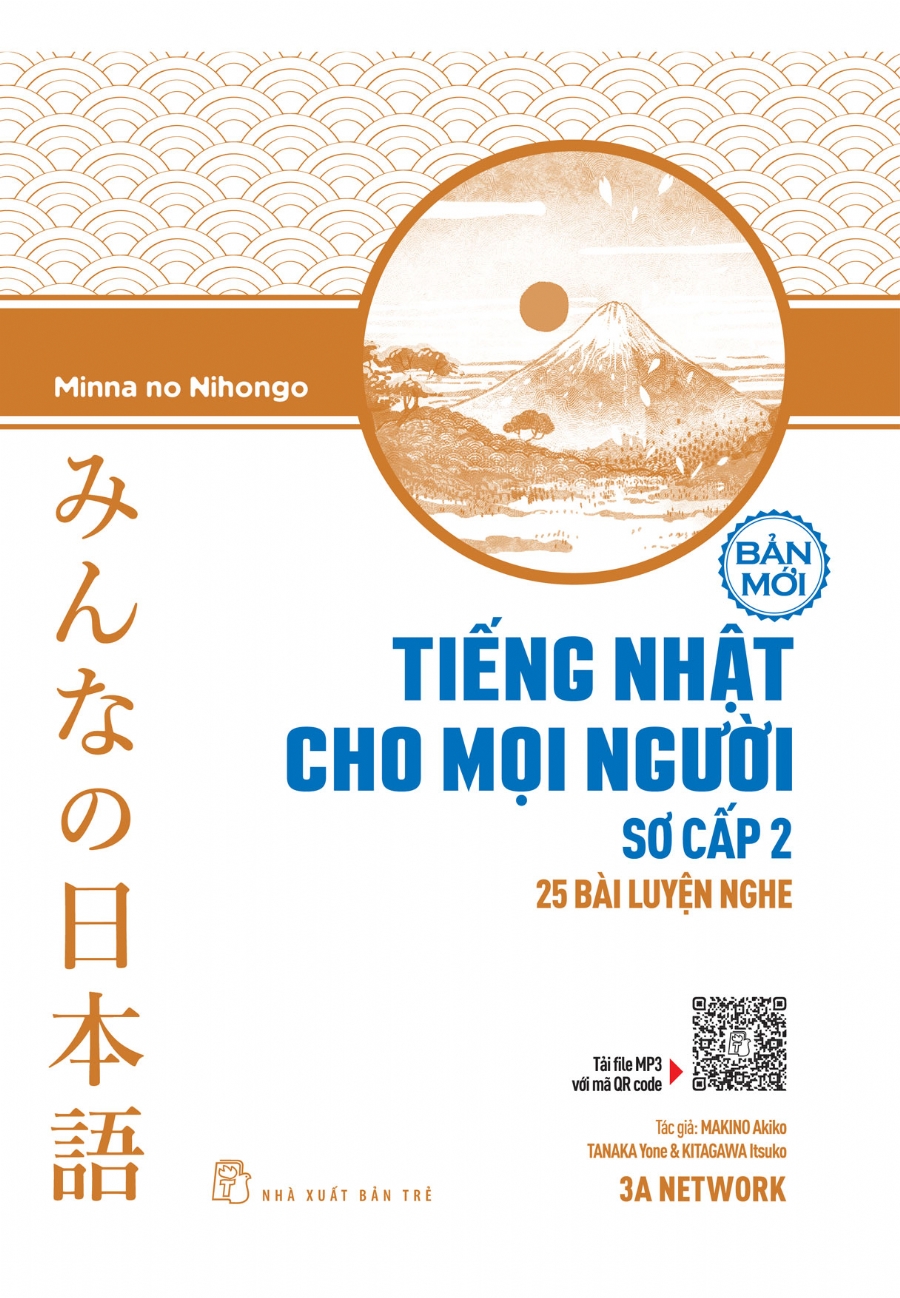 Minna no Nihongo
みんなの日本語
BẢN
MỚI
TIẾNG NHẬT
CHO MỌI NGƯỜI
SƠ CẤP 2
25 BÀI LUYỆN NGHE
Tải file MP3
với mã QR code
Tác giả: MAKINO Akiko
TANAKA Yone & KITAGAWA Itsuko
3A NETWORK
T
NHÀ XUẤT BẢN TRẺ